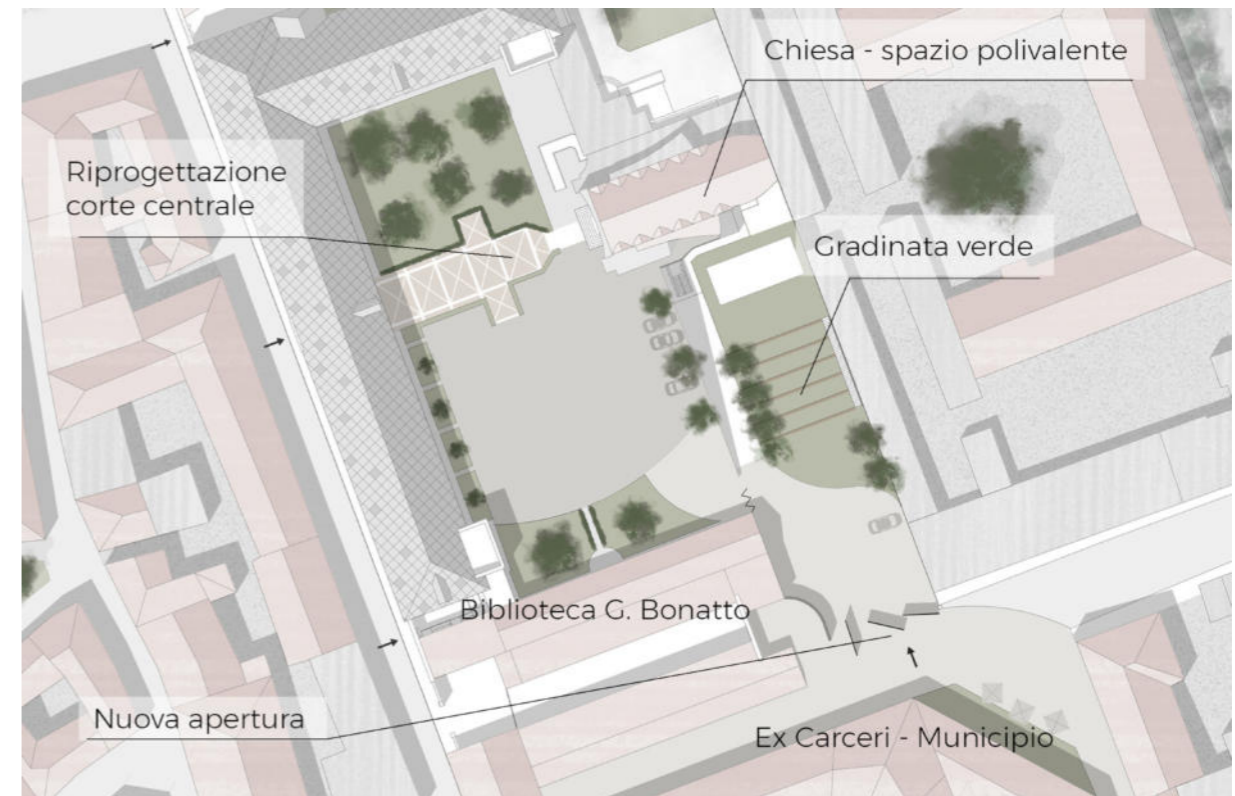 Chiesa - spazio polivalente
Riprogettazione
corte centrale
Gradinata verde
Biblioteca G. Bonatto
Nuova apertura
Ex Carceri - Municipio